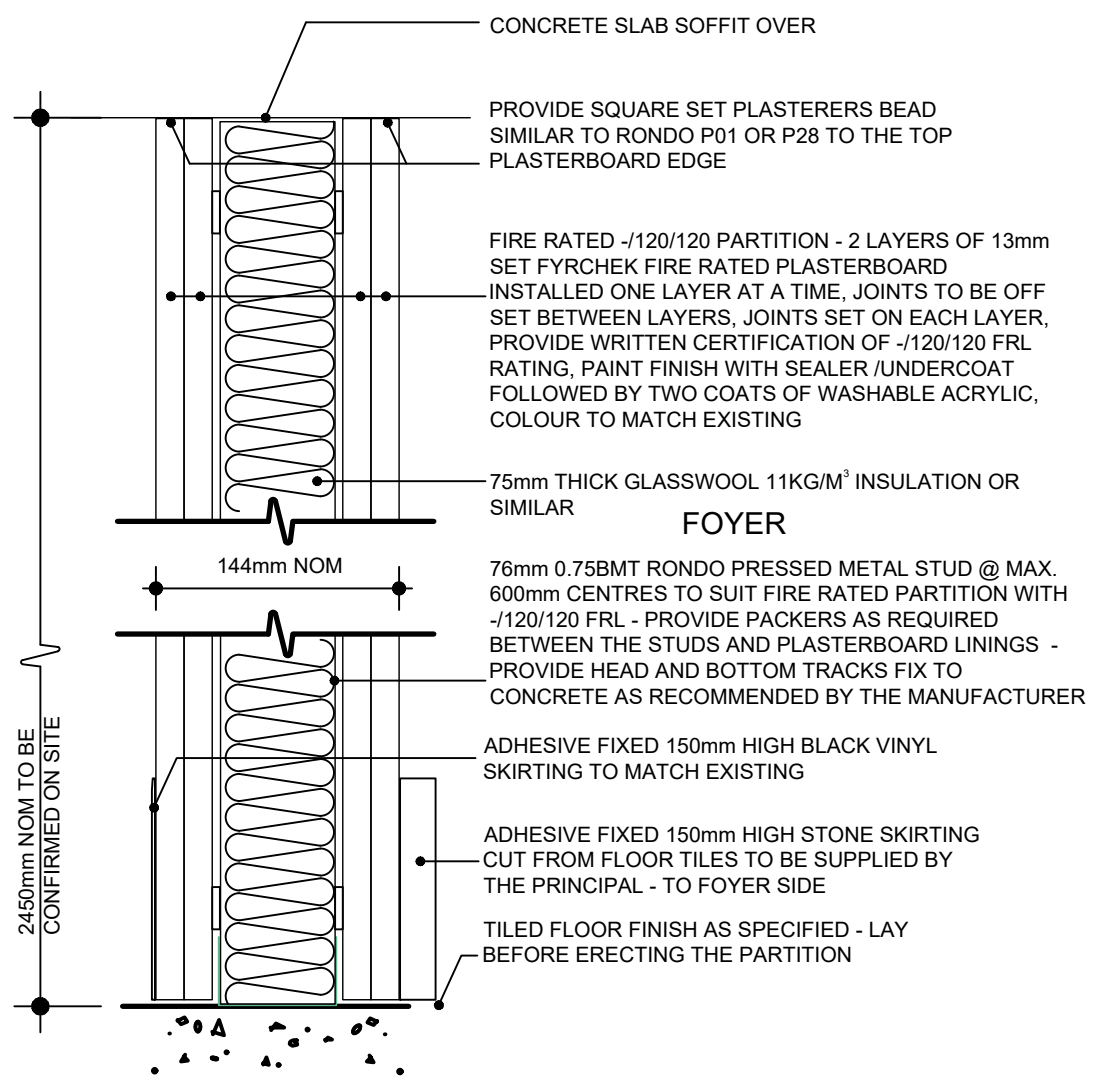 CONCRETE SLAB SOFFIT OVER
PROVIDE SQUARE SET PLASTERERS BEAD
SIMILAR TO RONDO P01 OR P28 TO THE TOP
PLASTERBOARD EDGE
FIRE RATED -/120/120 PARTITION - 2 LAYERS OF 13mm
SET FYRCHEK FIRE RATED PLASTERBOARD
INSTALLED ONE LAYER AT A TIME, JOINTS TO BE OFF
SET BETWEEN LAYERS, JOINTS SET ON EACH LAYER,
PROVIDE WRITTEN CERTIFICATION OF -/120/120 FRL
RATING, PAINT FINISH WITH SEALER /UNDERCOAT
FOLLOWED BY TWO COATS OF WASHABLE ACRYLIC,
COLOUR TO MATCH EXISTING
75mm THICK GLASSWOOL 11KG/M³ INSULATION OR
SIMILAR
FOYER
144mm NOM
76mm 0.75BMT RONDO PRESSED METAL STUD @ MAX.
600mm CENTRES TO SUIT FIRE RATED PARTITION WITH
-/120/120 FRL - PROVIDE PACKERS AS REQUIRED
BETWEEN THE STUDS AND PLASTERBOARD LININGS -
PROVIDE HEAD AND BOTTOM TRACKS FIX TO
CONCRETE AS RECOMMENDED BY THE MANUFACTURER
2450mm NOM TO BE
CONFIRMED ON SITE
ADHESIVE FIXED 150mm HIGH BLACK VINYL
SKIRTING TO MATCH EXISTING
ADHESIVE FIXED 150mm HIGH STONE SKIRTING
CUT FROM FLOOR TILES TO BE SUPPLIED BY
THE PRINCIPAL - TO FOYER SIDE
TILED FLOOR FINISH AS SPECIFIED - LAY
BEFORE ERECTING THE PARTITION